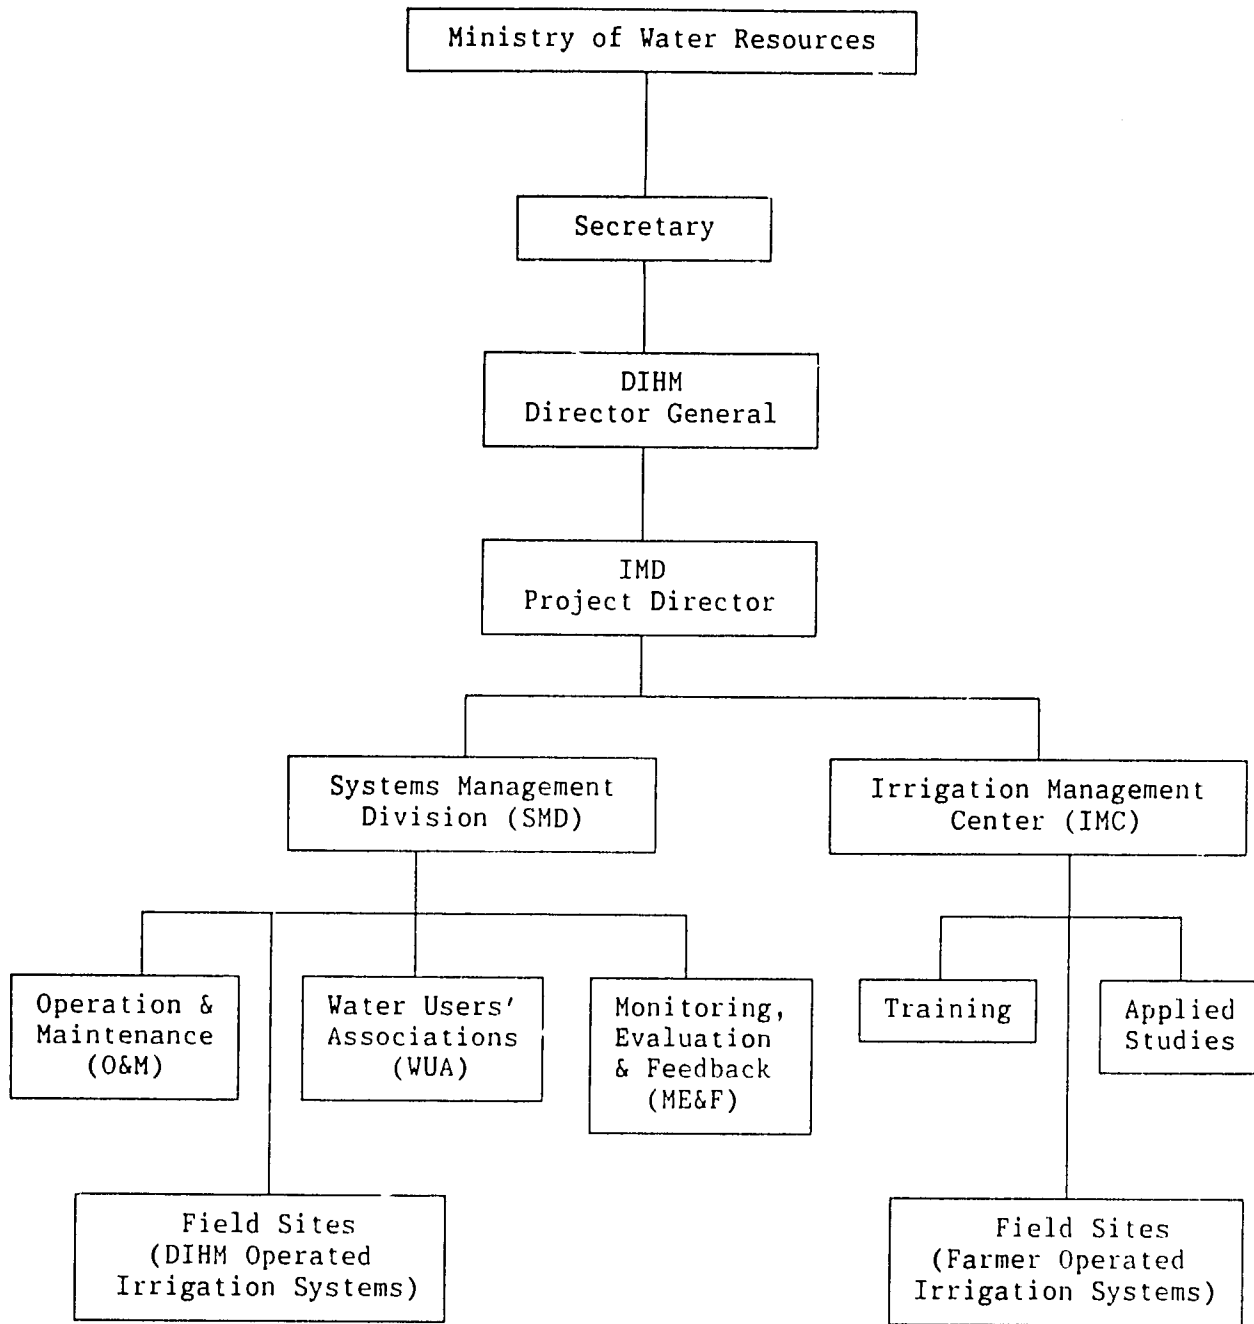 Ministry of Water Resources
Secretary
DIHM
Director General
IMD
Project Director
Systems Management
Division (SMD)
Irrigation Management
Center (IMC)
Operation &
Maintenance
(O&M)
Water Users'
Associations
(WUA)
Monitoring,
Evaluation
& Feedback
(ME&F)
Training
Applied
Studies
Field Sites
(DIHM Operated
Irrigation Systems)
Field Sites
(Farmer Operated
Irrigation Systems)